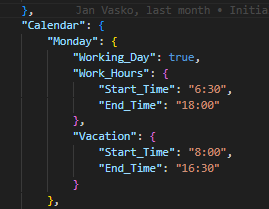 },
Jan Vasko, last month • Initia
"Calendar": {
"Monday": {
"Working_Day": true,
"Work_Hours": {
"Start_Time": "6:30",
"End_Time": "18:00"
},
"Vacation": {
"Start_Time": "8:00",
"End_Time": "16:30"
}
},